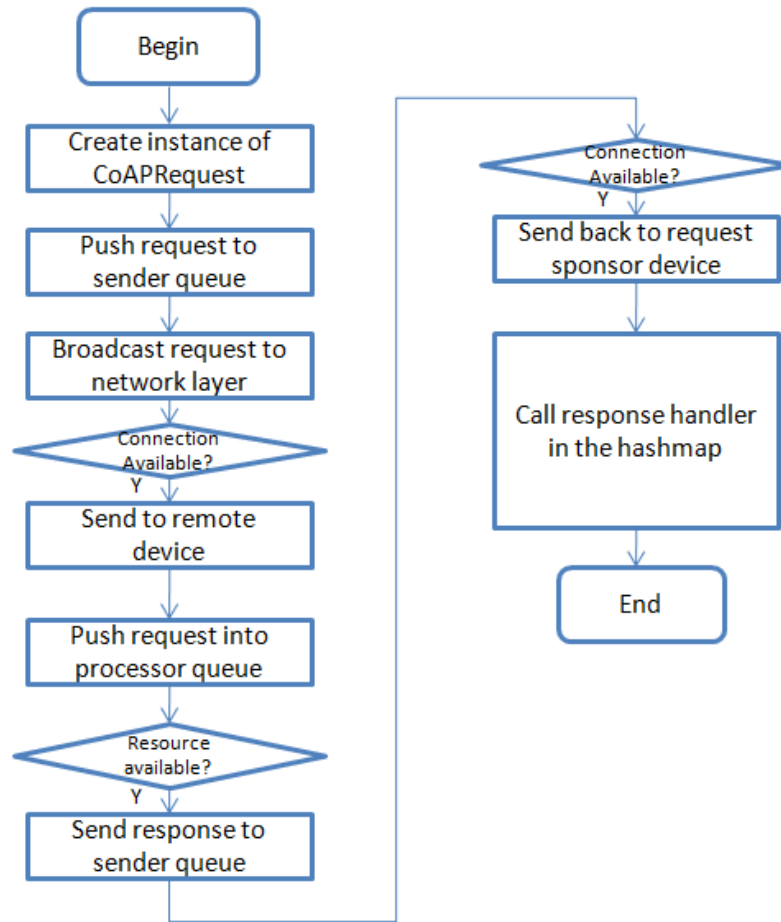 Begin
Create instance of
CoAPRequest
Push request to
sender queue
Broadcast request to
network layer
Connection
Available?
Y
Send to remote
device
Push request into
processor queue
Resource
available?
Y
Send response to
sender queue
Connection
Available?
Y
Send back to request
sponsor device
Call response handler
in the hashmap
End